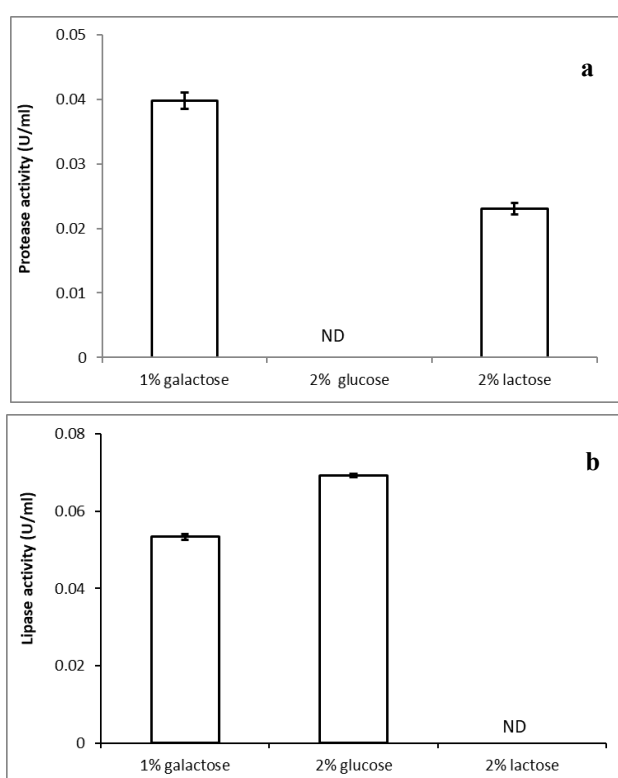 a
Protease activity (U/ml)
0.05
0.04
0.03
0.02
0.01
0
ND
1% galactose
2% glucose
2% lactose
b
Lipase activity (U/ml)
0.08
0.06
0.04
0.02
0
ND
1% galactose
2% glucose
2% lactose